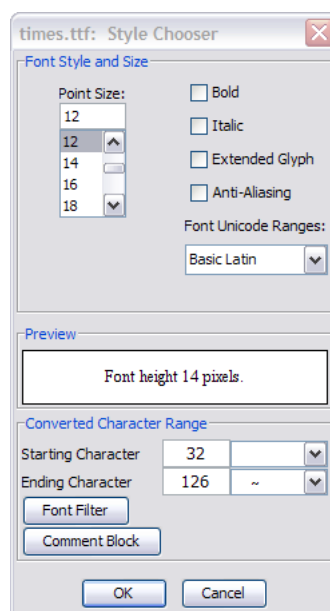 times.ttf: Style Chooser
Font Style and Size
Point Size:
12
12
14
16
18
Bold
Italic
Extended Glyph
Anti-Aliasing
Font Unicode Ranges:
Basic Latin
Preview
Font height 14 pixels.
Converted Character Range
Starting Character 32
Ending Character 126 ~
Font Filter
Comment Block
OK Cancel